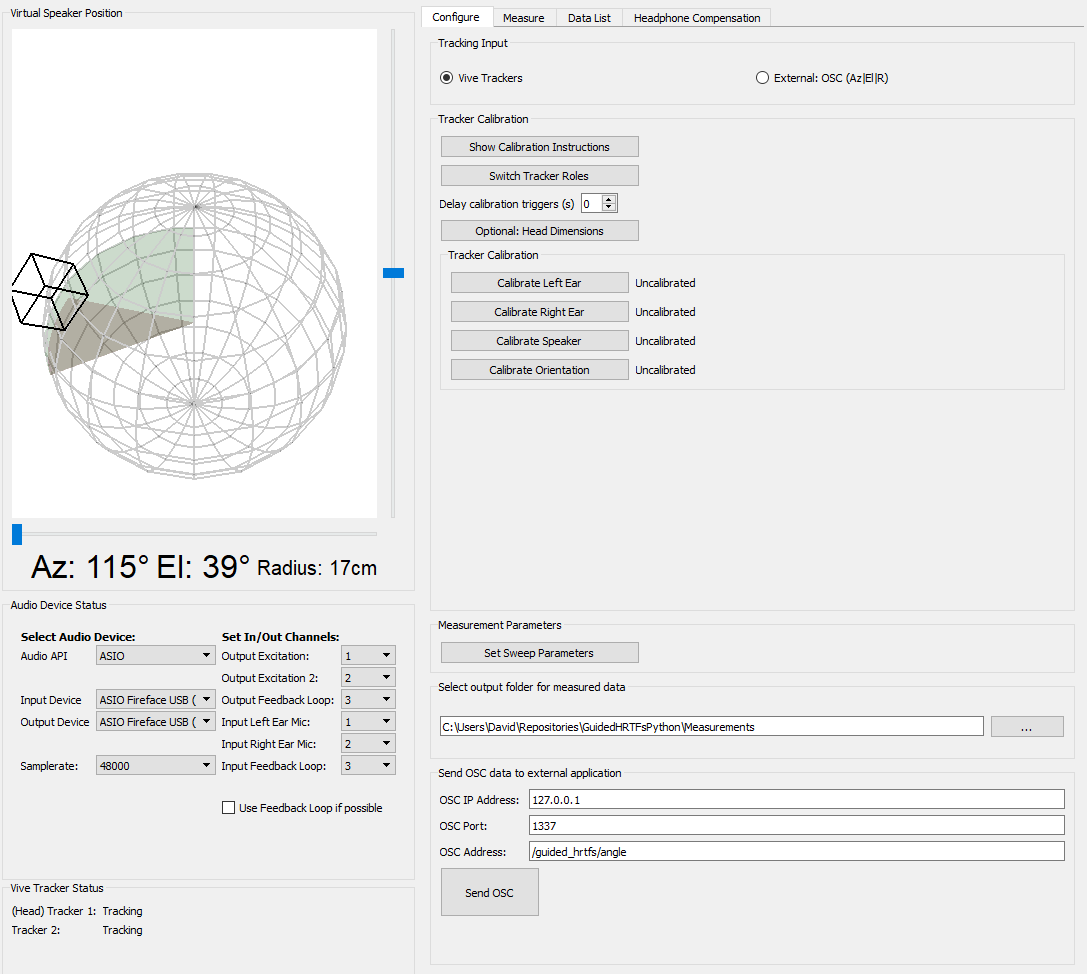 Virtual Speaker Position
Az: 115° El: 39° Radius: 17cm
Audio Device Status
Select Audio Device: Set In/Out Channels:
Audio API ASIO Output Excitation: 1
Output Excitation 2: 2
Input Device ASIO Fireface USB ( Output Feedback Loop: 3
Output Device ASIO Fireface USB ( Input Left Ear Mic: 1
Input Right Ear Mic: 2
Samplerate: 48000 Input Feedback Loop: 3
Use Feedback Loop if possible
Vive Tracker Status
(Head) Tracker 1: Tracking
Tracker 2: Tracking
Configure Measure Data List Headphone Compensation
Tracking Input
Vive Trackers External: OSC (Az|El|R)
Tracker Calibration
Show Calibration Instructions
Switch Tracker Roles
Delay calibration triggers (s) 0
Optional: Head Dimensions
Tracker Calibration
Calibrate Left Ear Uncalibrated
Calibrate Right Ear Uncalibrated
Calibrate Speaker Uncalibrated
Calibrate Orientation Uncalibrated
Measurement Parameters
Set Sweep Parameters
Select output folder for measured data
C:\Users\David\Repositories\GuidedHRTFsPython\Measurements ...
Send OSC data to external application
OSC IP Address: 127.0.0.1
OSC Port: 1337
OSC Address: /guided_hrtfs/angle
Send OSC